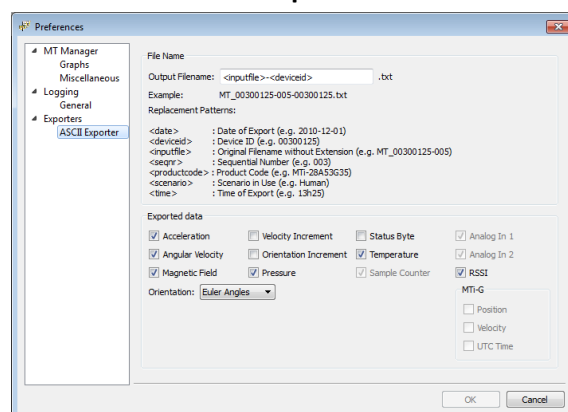 Preferences
MT Manager
Graphs
Miscellaneous
Logging
General
Exporters
ASCII Exporter
File Name
Output Filename: <inputfile>-<deviceid> .txt
Example: MT_00300125-005-00300125.txt
Replacement Patterns:
<date> : Date of Export (e.g. 2010-12-01)
<deviceid> : Device ID (e.g. 00300125)
<inputfile> : Original Filename without Extension (e.g. MT_00300125-005)
<seqnr> : Sequential Number (e.g. 003)
<productcode> : Product Code (e.g. MTi-28A53G35)
<scenario> : Scenario in Use (e.g. Human)
<time> : Time of Export (e.g. 13h25)
Exported data
Acceleration Velocity Increment Status Byte Analog In 1
Angular Velocity Orientation Increment Temperature Analog In 2
Magnetic Field Pressure Sample Counter RSSI
Orientation: Euler Angles
MTi-G
Position
Velocity
UTC Time
OK Cancel